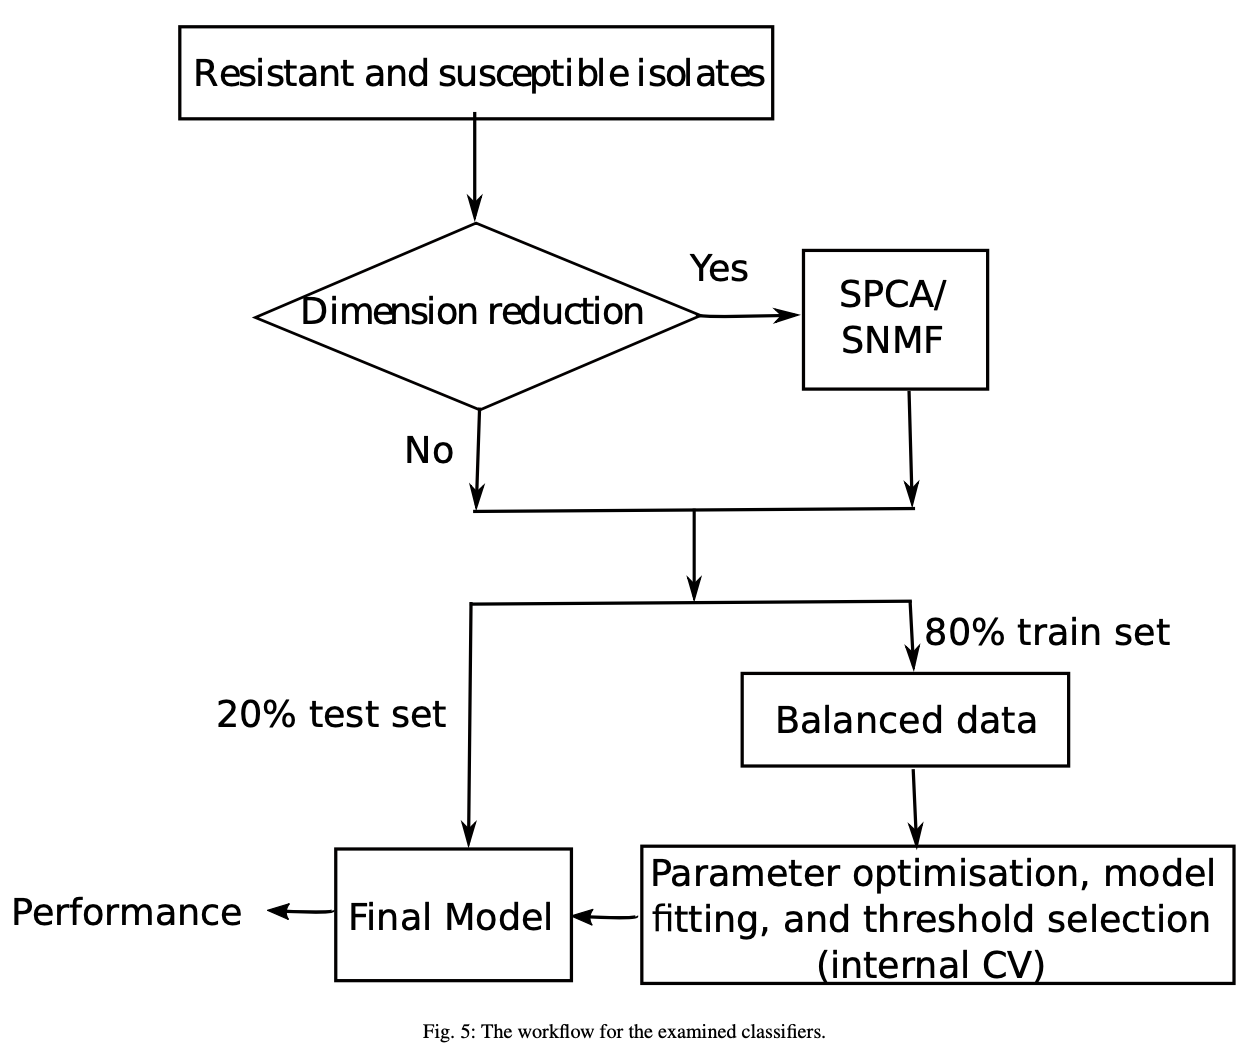 Resistant and susceptible isolates
Dimension reduction
Yes
SPCA/
SNMF
No
80% train set
20% test set
Balanced data
Parameter optimisation, model
fitting, and threshold selection
(internal CV)
Final Model
Performance
Fig. 5: The workflow for the examined classifiers.